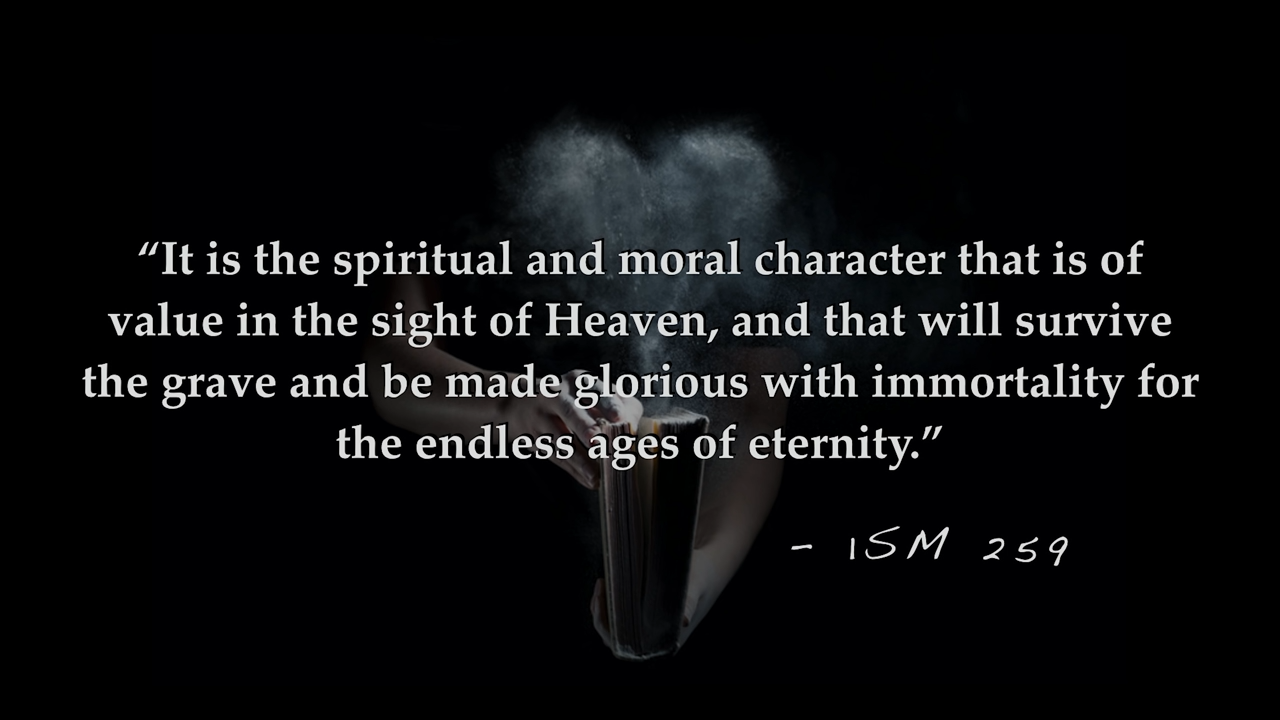 “It is the spiritual and moral character that is of
value in the sight of Heaven, and that will survive
the grave and be made glorious with immortality for
the endless ages of eternity.”
- 1SM 259